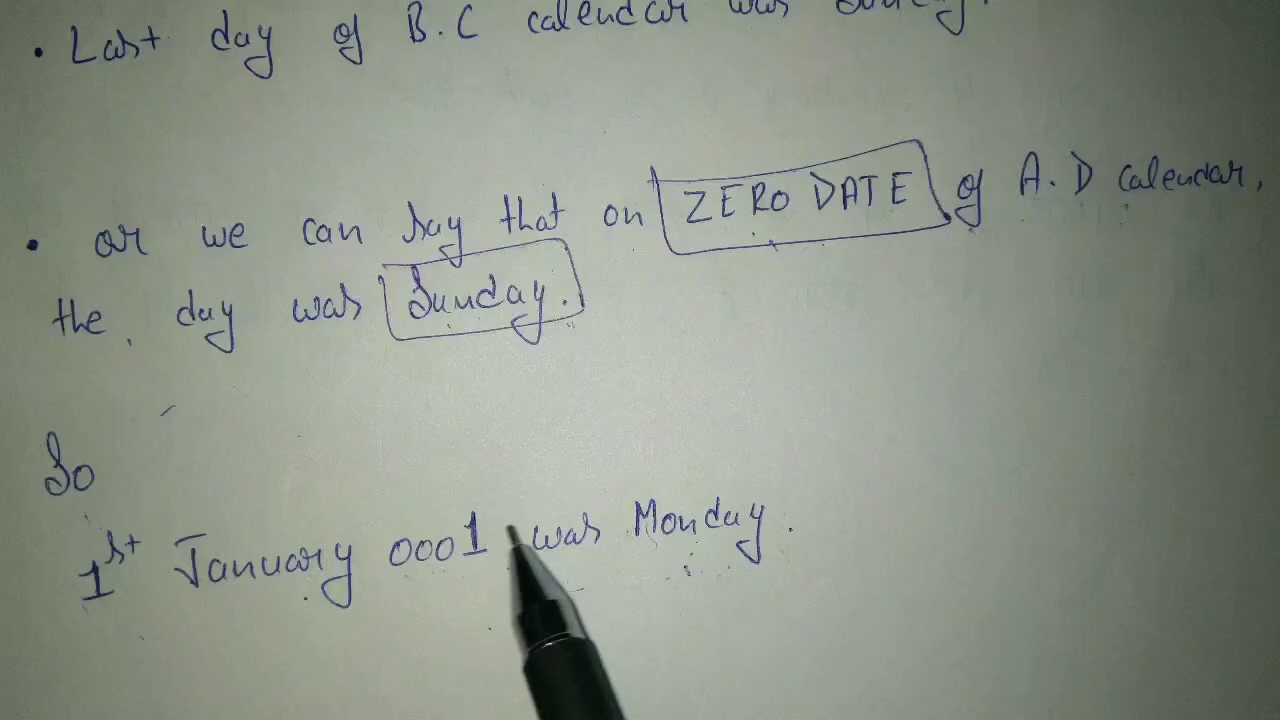 • Last day of B.C calendar was Sunday.
• or we can say that on ZERO DATE of A.D calendar,
the day was Sunday.
So
1st January 0001 was Monday.